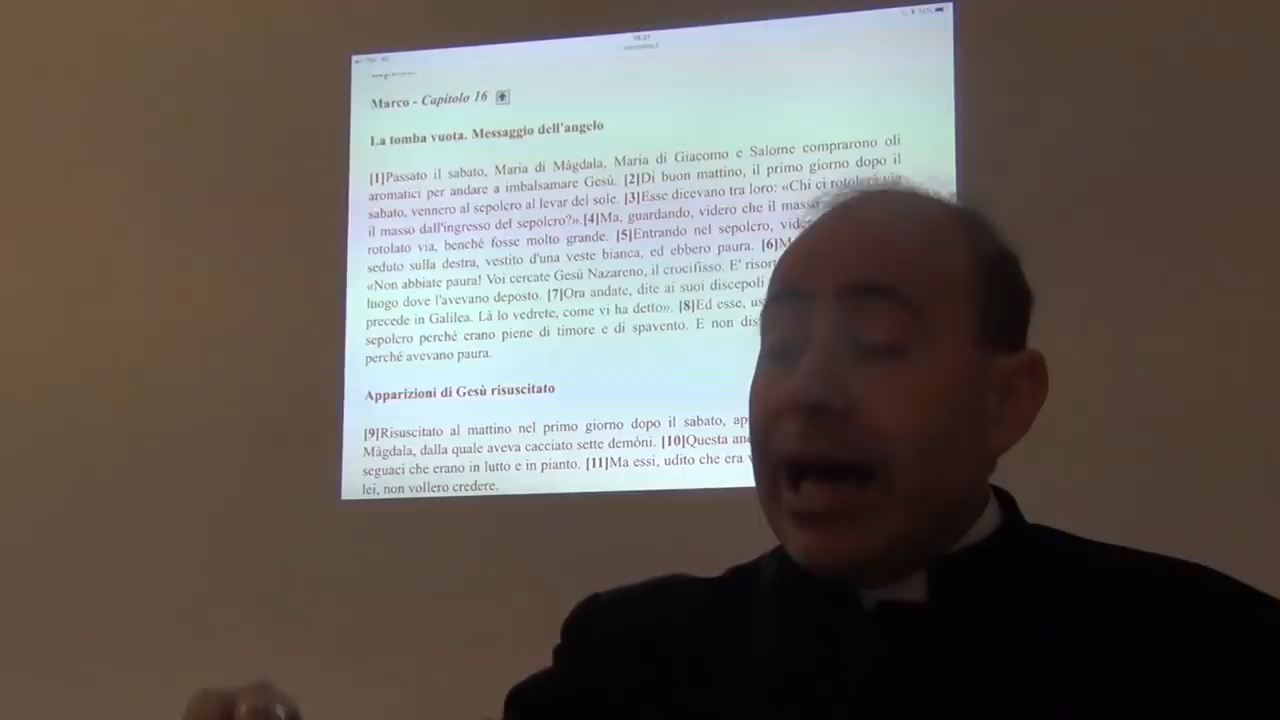 Marco - Capitolo 16
La tomba vuota. Messaggio dell'angelo
[1]Passato il sabato, Maria di Màgdala, Maria di Giacomo e Salome comprarono oli
aromatici per andare a imbalsamare Gesù. [2]Di buon mattino, il primo giorno dopo il
sabato, vennero al sepolcro al levar del sole. [3]Esse dicevano tra loro: «Chi ci rotolerà via
il masso dall'ingresso del sepolcro?».[4]Ma, guardando, videro che il masso
rotolato via, benché fosse molto grande. [5]Entrando nel sepolcro,
seduto sulla destra, vestito d'una veste bianca, ed ebbero paura. [6]
«Non abbiate paura! Voi cercate Gesù Nazareno, il crocifisso. E'
luogo dove l'avevano deposto. [7]Ora andate, dite ai suoi discepoli
precede in Galilea. Là lo vedrete, come vi ha detto». [8]Ed esse,
sepolcro perché erano piene di timore e di spavento. E non
perché avevano paura.
Apparizioni di Gesù risuscitato
[9]Risuscitato al mattino nel primo giorno dopo il sabato,
Màgdala, dalla quale aveva cacciato sette demòni. [10]Questa
seguaci che erano in lutto e in pianto. [11]Ma essi, udito che era
lei, non vollero credere.